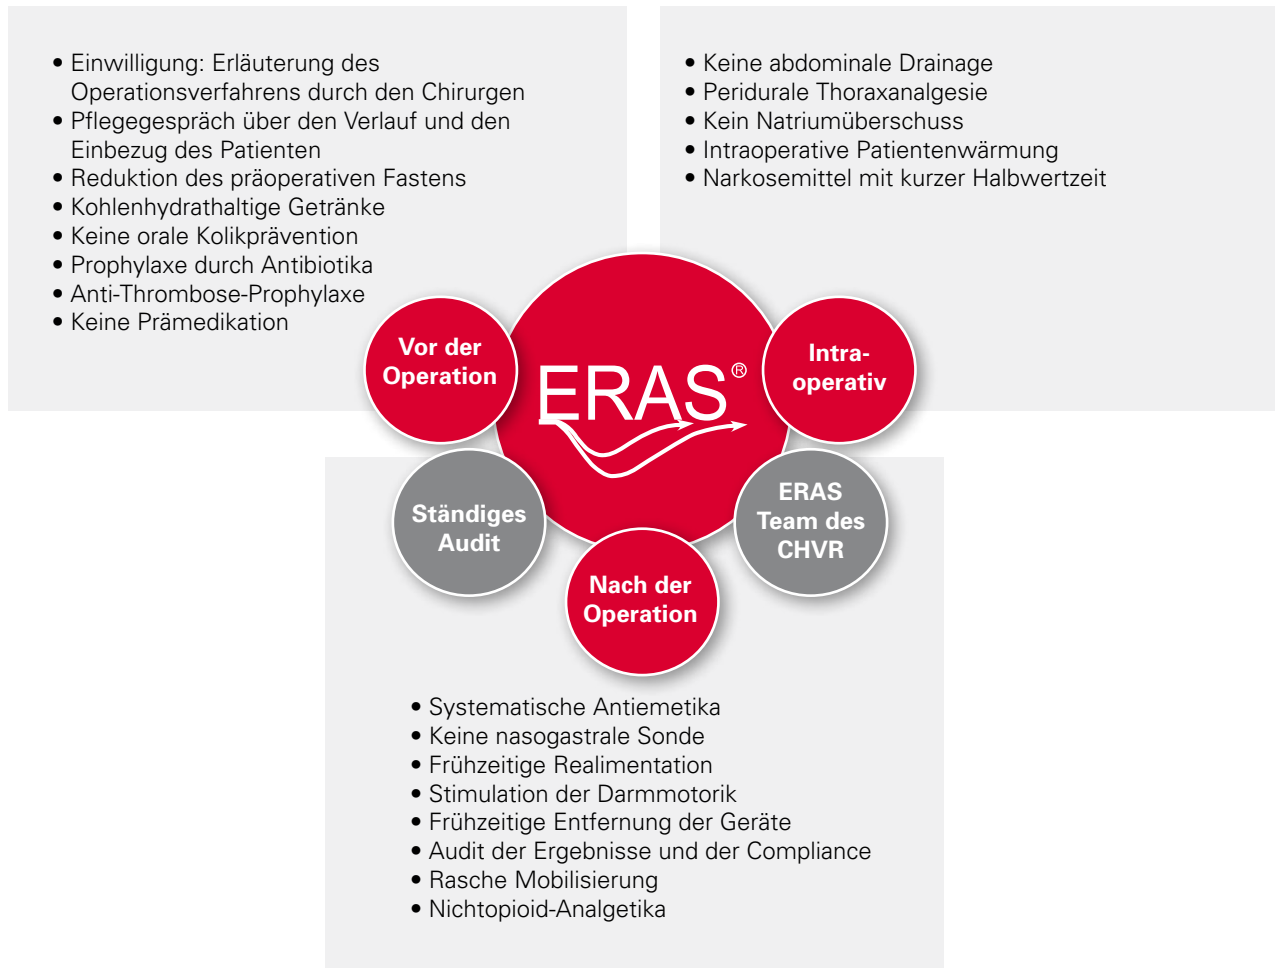 • Einwilligung: Erläuterung des
Operationsverfahrens durch den Chirurgen
• Pflegegespräch über den Verlauf und den
Einbezug des Patienten
• Reduktion des präoperativen Fastens
• Kohlenhydrathaltige Getränke
• Keine orale Kolikprävention
• Prophylaxe durch Antibiotika
• Anti-Thrombose-Prophylaxe
• Keine Prämedikation
• Keine abdominale Drainage
• Peridurale Thoraxanalgesie
• Kein Natriumüberschuss
• Intraoperative Patientenwärmung
• Narkosemittel mit kurzer Halbwertzeit
Vor der
Operation
ERAS®
Intra-
operativ
Ständiges
Audit
ERAS
Team des
CHVR
Nach der
Operation
• Systematische Antiemetika
• Keine nasogastrale Sonde
• Frühzeitige Realimentation
• Stimulation der Darmmotorik
• Frühzeitige Entfernung der Geräte
• Audit der Ergebnisse und der Compliance
• Rasche Mobilisierung
• Nichtopioid-Analgetika